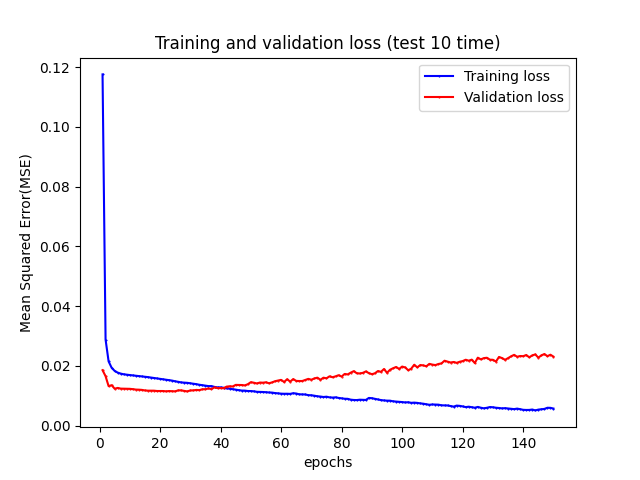 Training and validation loss (test 10 time)
Training loss
Validation loss
Mean Squared Error(MSE)
0.12
0.10
0.08
0.06
0.04
0.02
0.00
0 20 40 60 80 100 120 140
epochs